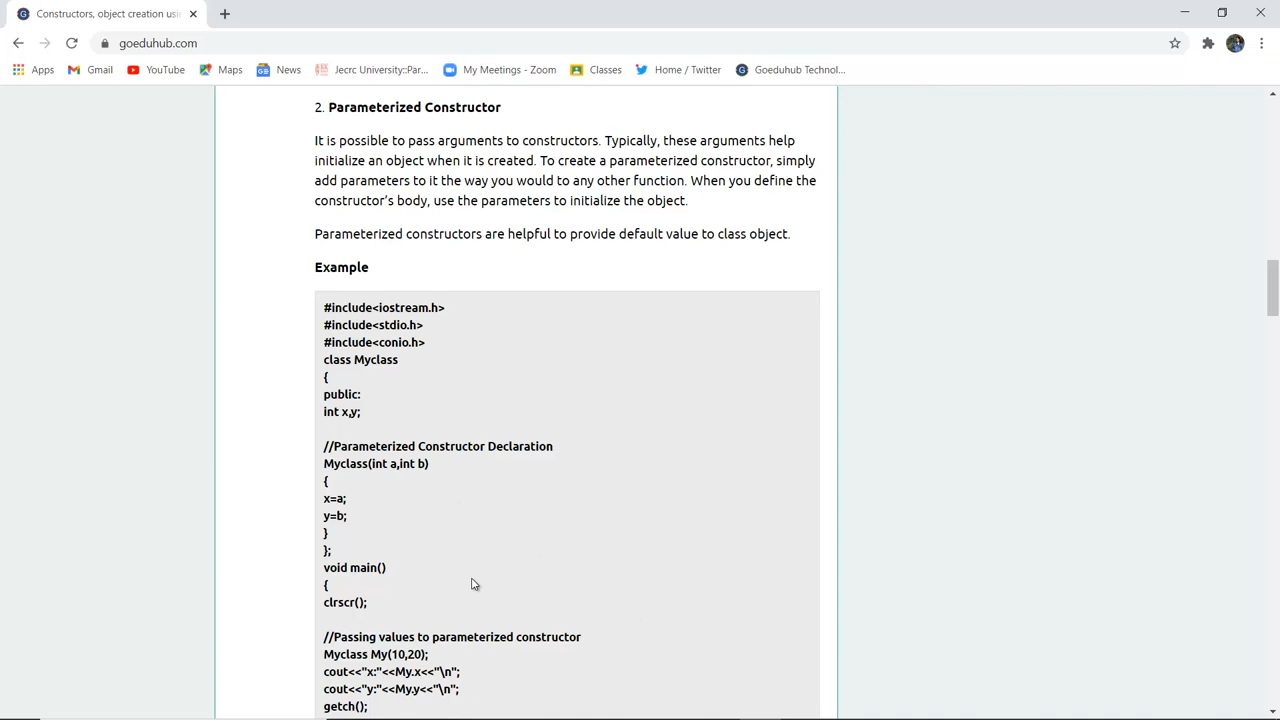 Constructors, object creation usi
goeduhub.com
Apps
Gmail
YouTube
Maps
News
Jecrc University::Par...
My Meetings - Zoom
Classes
Home / Twitter
Goeduhub Technol...
2. Parameterized Constructor
It is possible to pass arguments to constructors. Typically, these arguments help
initialize an object when it is created. To create a parameterized constructor, simply
add parameters to it the way you would to any other function. When you define the
constructor's body, use the parameters to initialize the object.
Parameterized constructors are helpful to provide default value to class object.
Example
#include<iostream.h>
#include<stdio.h>
#include<conio.h>
class Myclass
{
public:
int x,y;
//Parameterized Constructor Declaration
Myclass(int a,int b)
{
x=a;
y=b;
}
};
void main()
{
clrscr();
//Passing values to parameterized constructor
Myclass My(10,20);
cout<<"x:"<<My.x<<"\n";
cout<<"y:"<<My.y<<"\n";
getch();